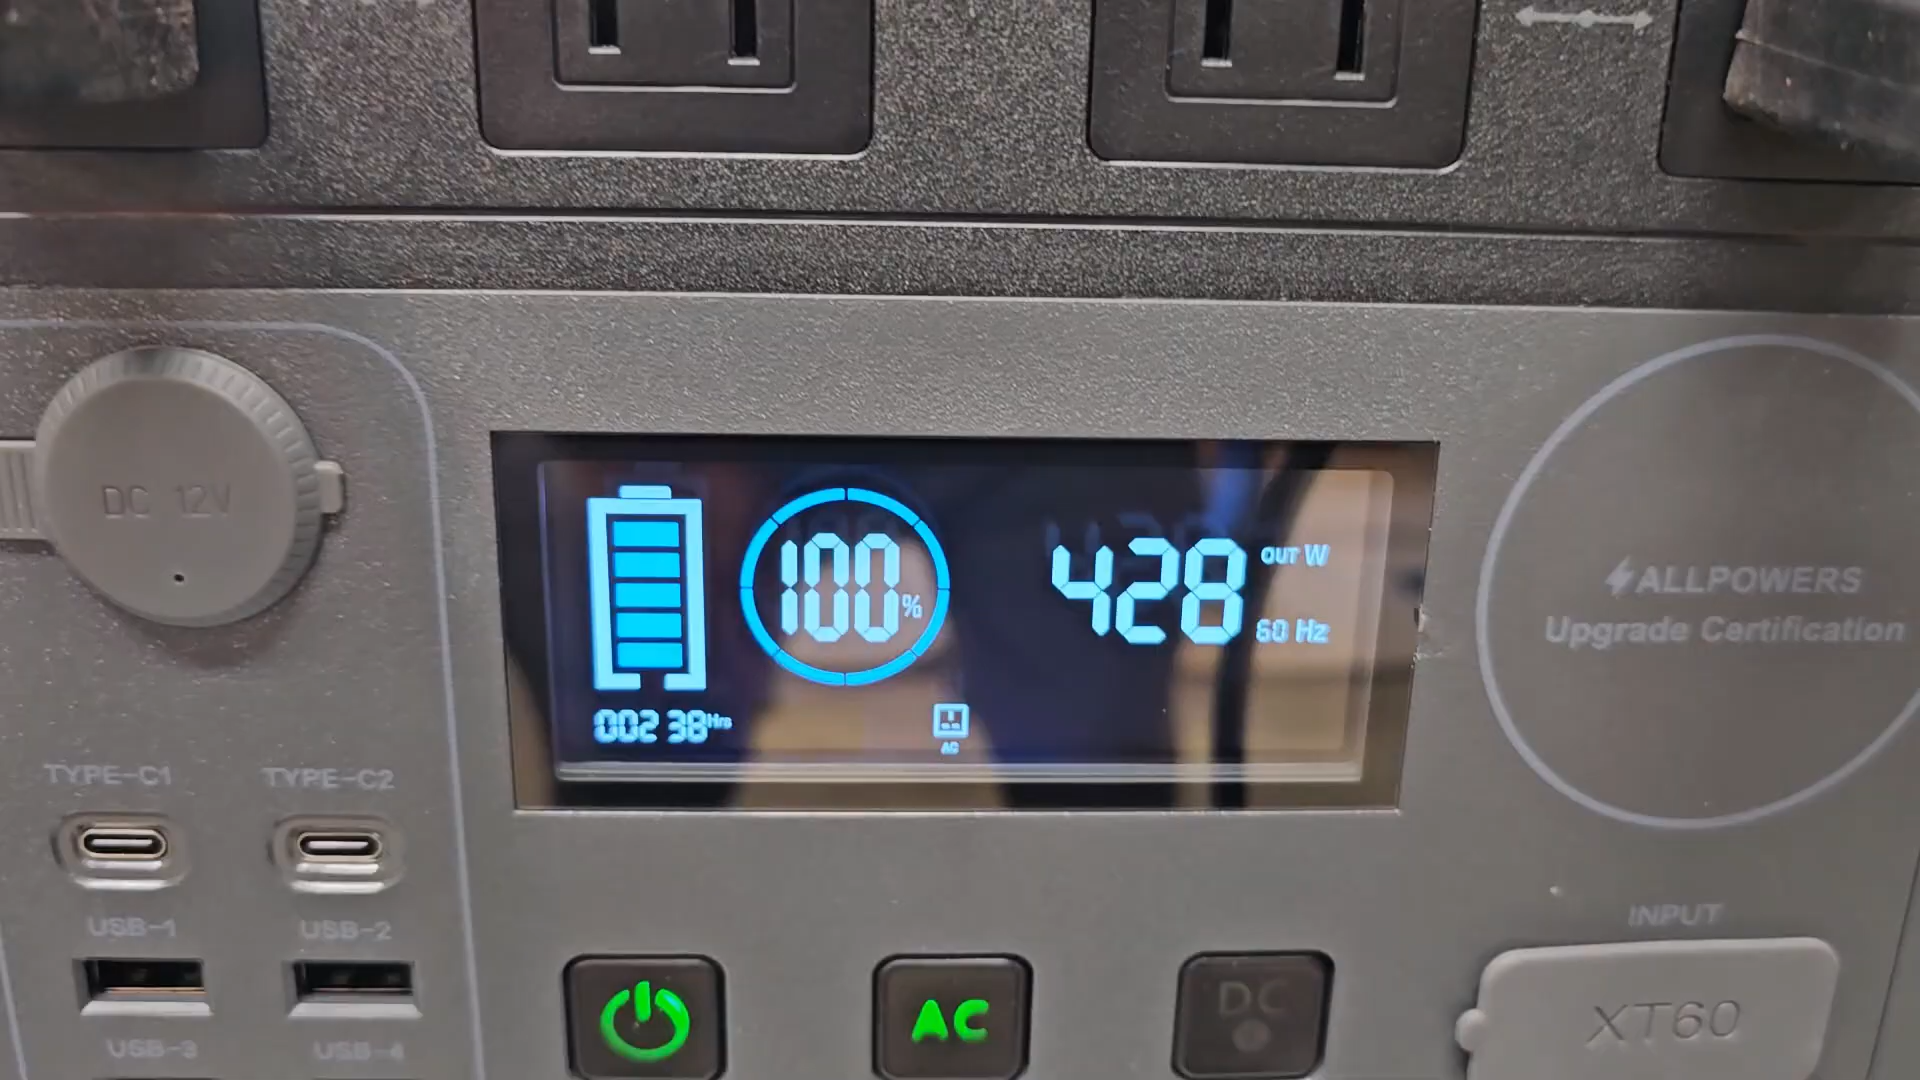 DC 12V
100%
428
OUT W
60 Hz
002 38Hrs
AC
ALLPOWERS
Upgrade Certification
TYPE-C1
TYPE-C2
USB-1
USB-2
USB-3
USB-4
AC
DC
INPUT
XT60